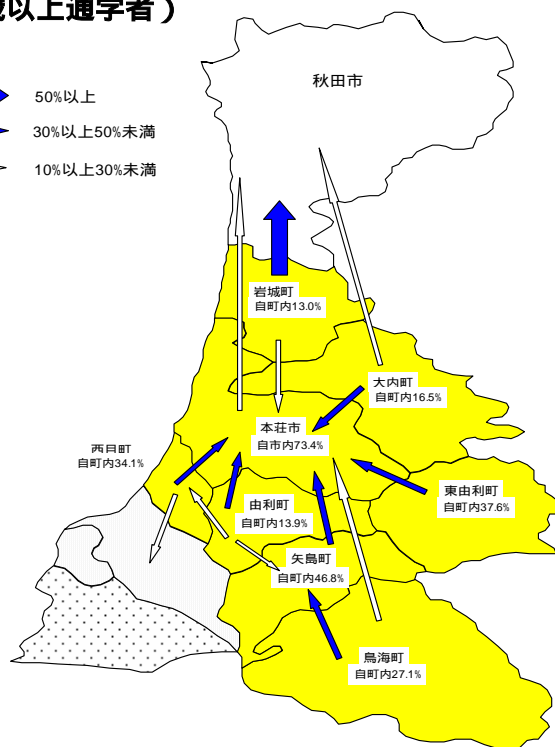 歳以上通学者）
50%以上
30%以上50%未満
10%以上30%未満
秋田市
岩城町
自町内13.0%
大内町
自町内16.5%
本荘市
自市内73.4%
西目町
自町内34.1%
東由利町
自町内37.6%
由利町
自町内13.9%
矢島町
自町内46.8%
鳥海町
自町内27.1%